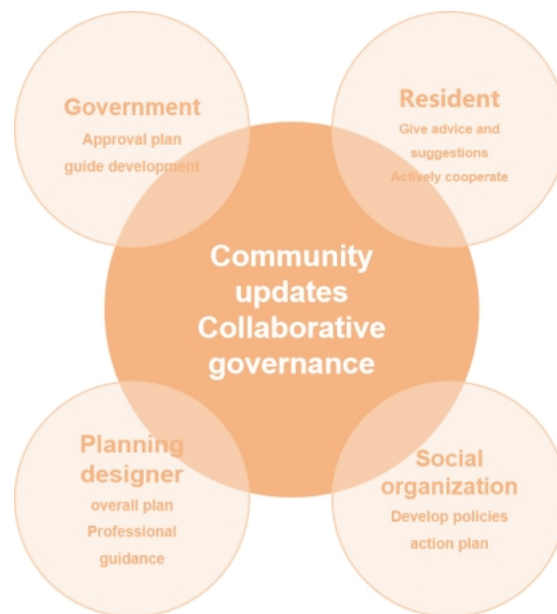 Government
Approval plan
guide development
Resident
Give advice and
suggestions
Actively cooperate
Community
updates
Collaborative
governance
Planning
designer
overall plan
Professional
guidance
Social
organization
Develop policies
action plan